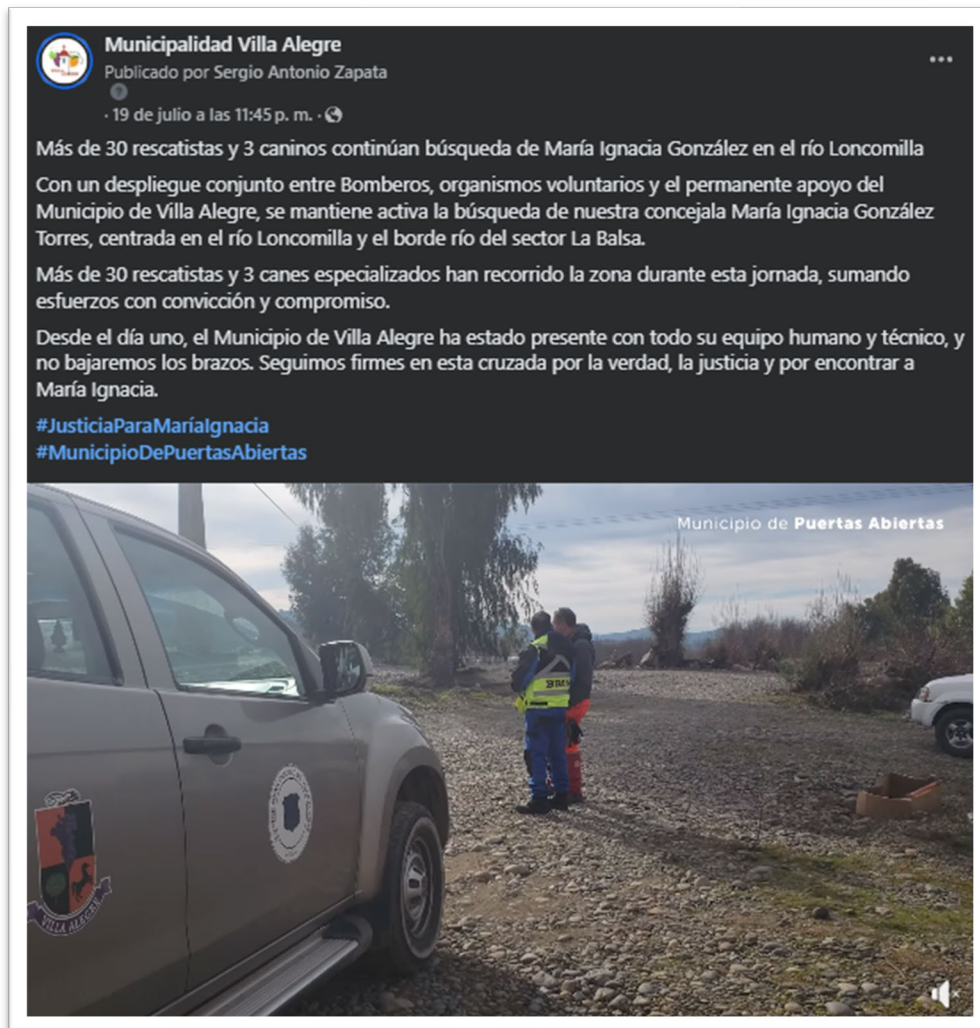 Municipalidad Villa Alegre
Publicado por Sergio Antonio Zapata
· 19 de julio a las 11:45 p. m. ·
Más de 30 rescatistas y 3 caninos continúan búsqueda de María Ignacia González en el río Loncomilla
Con un despliegue conjunto entre Bomberos, organismos voluntarios y el permanente apoyo del
Municipio de Villa Alegre, se mantiene activa la búsqueda de nuestra concejala María Ignacia González
Torres, centrada en el río Loncomilla y el borde río del sector La Balsa.
Más de 30 rescatistas y 3 canes especializados han recorrido la zona durante esta jornada, sumando
esfuerzos con convicción y compromiso.
Desde el día uno, el Municipio de Villa Alegre ha estado presente con todo su equipo humano y técnico, y
no bajaremos los brazos. Seguimos firmes en esta cruzada por la verdad, la justicia y por encontrar a
María Ignacia.
#JusticiaParaMaríaIgnacia
#MunicipioDePuertasAbiertas
Municipio de Puertas Abiertas
VILLA ALEGRE